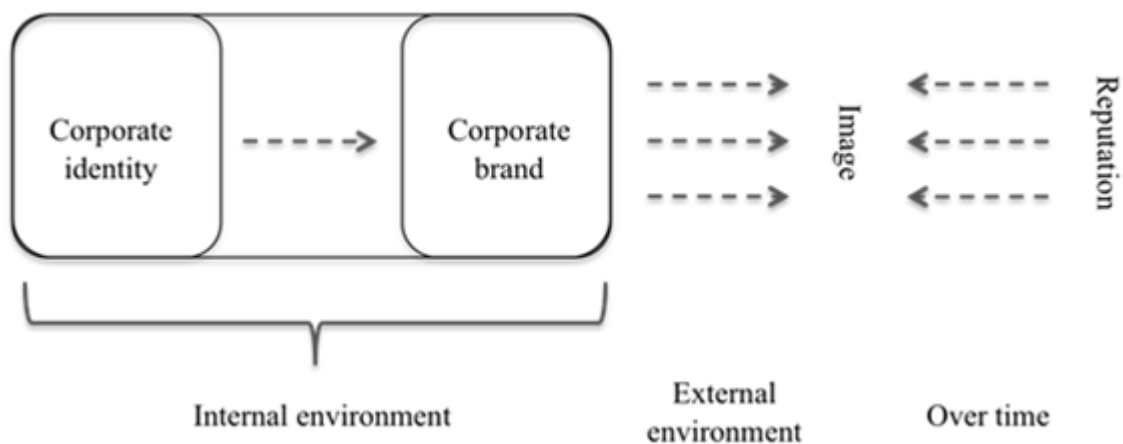 Corporate
identity
Corporate
brand
Image
Reputation
Internal environment
External
environment
Over time